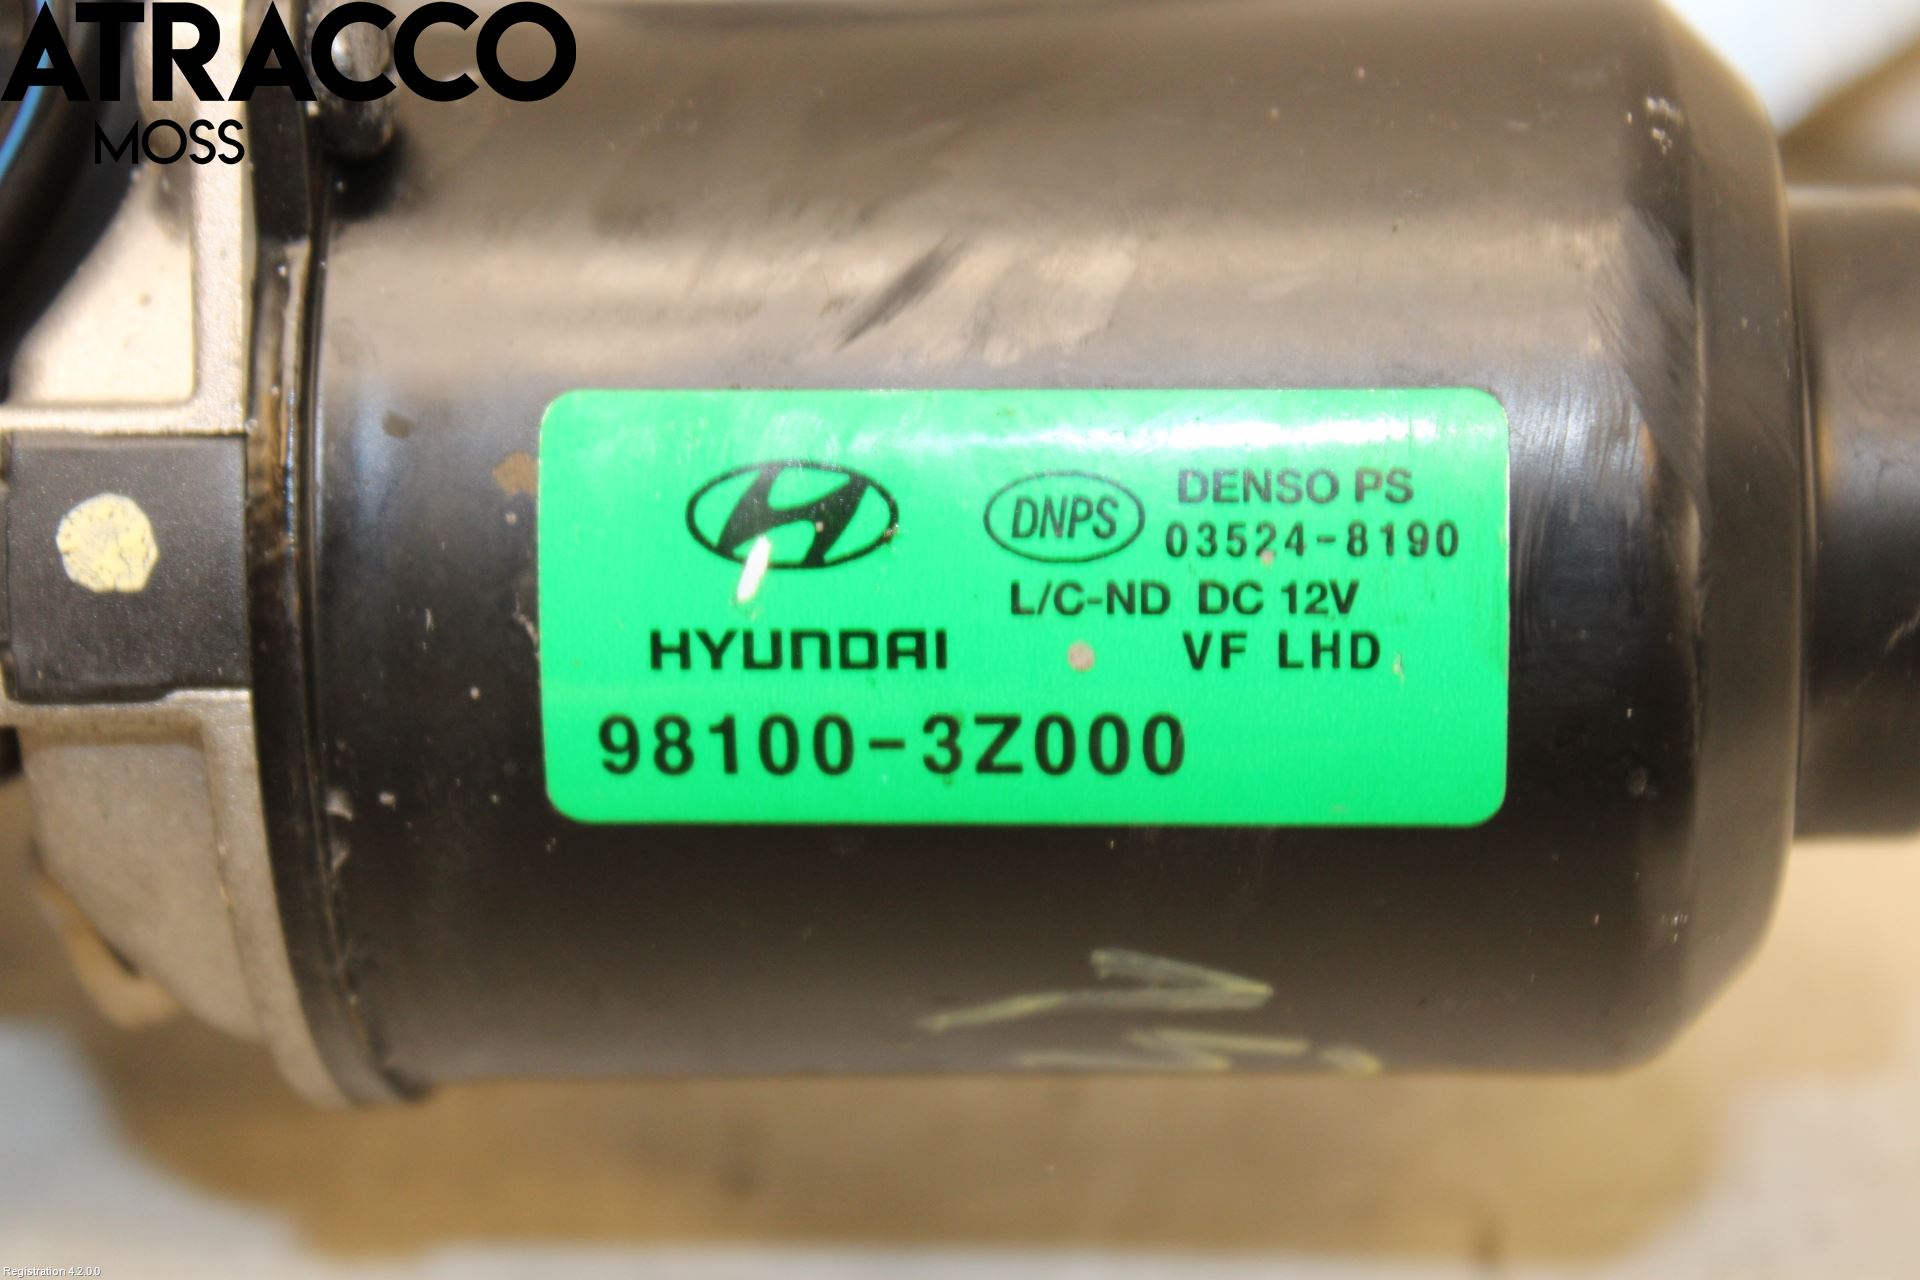 ATRACCO
MOSS
DENSO PS
DNPS
03524-8190
L/C-ND DC 12V
HYUNDAI
VF LHD
98100-3Z000
Registration 4.2.0.0